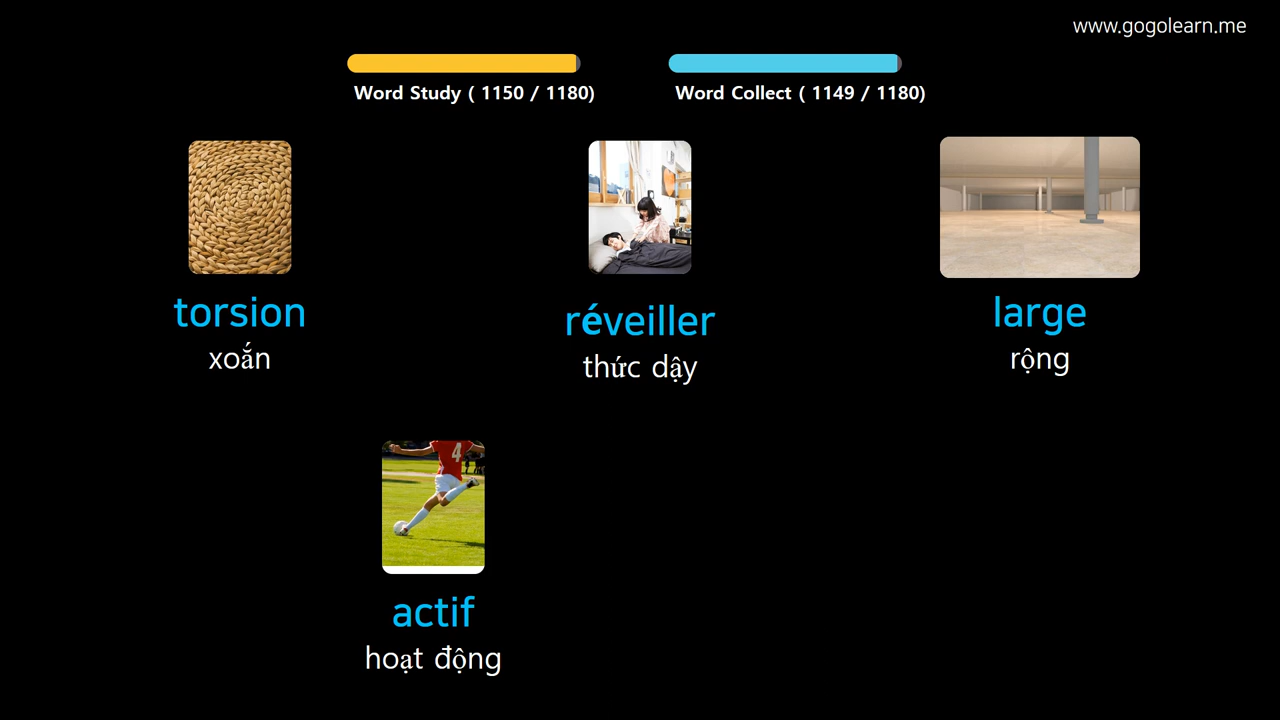 www.gogolearn.me
Word Study ( 1150 / 1180)
Word Collect ( 1149 / 1180)
torsion
xoắn
réveiller
thức dậy
large
rộng
4
actif
hoạt động